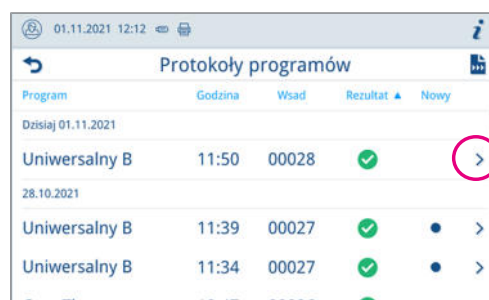 01.11.2021 12:12
Protokoły programów
Program Godzina Wsad Rezultat ▲ Nowy
Dzisiaj 01.11.2021
Uniwersalny B 11:50 00028
28.10.2021
Uniwersalny B 11:39 00027
Uniwersalny B 11:34 00027